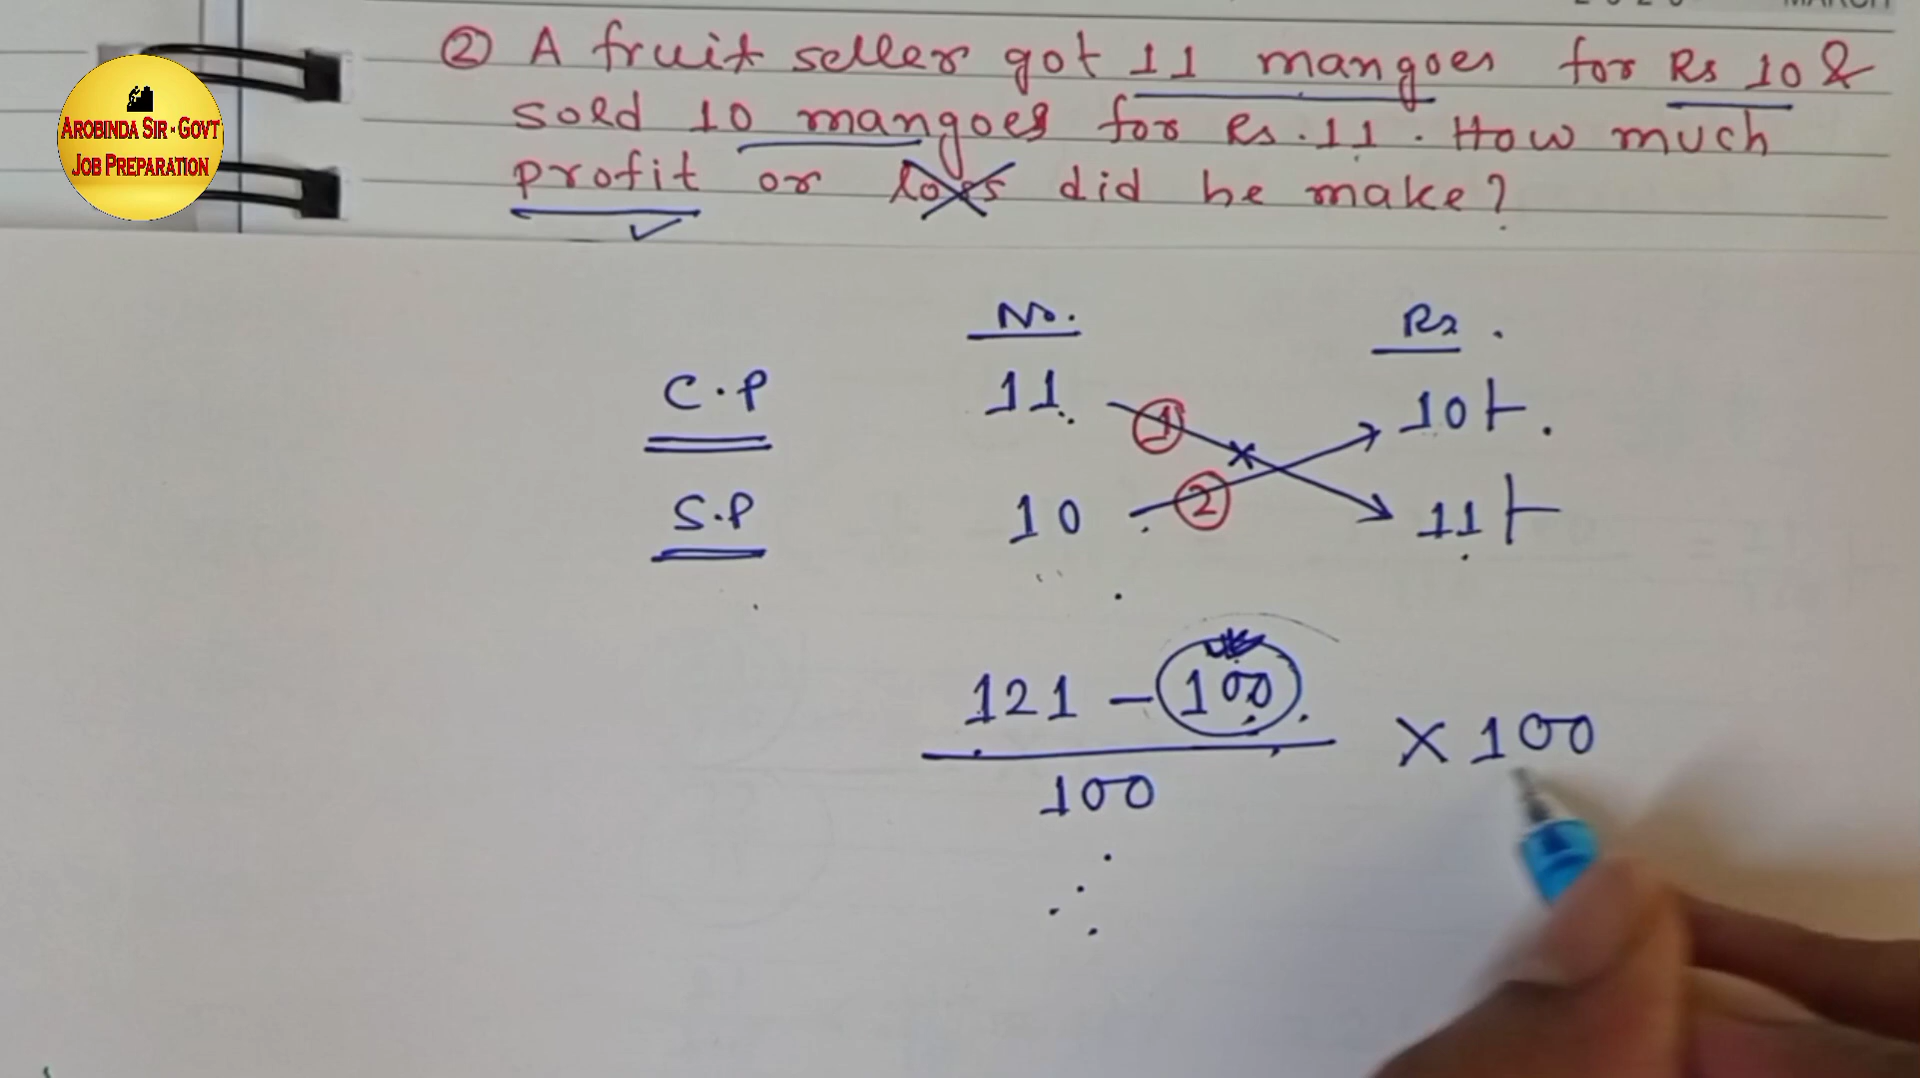 ② A fruit seller got 11 mangoes for Rs 10 &
sold 10 mangoes for Rs.11. How much
profit or loss did he make?
AROBINDA SIR - GOVT
JOB PREPARATION
No. Rs.
C.P 11 ① 10/-
S.P 10 ② 11/-
121 - 100
100
× 100